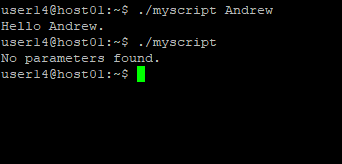 user14@host01:~$ ./myscript Andrew
Hello Andrew.
user14@host01:~$ ./myscript
No parameters found.
user14@host01:~$